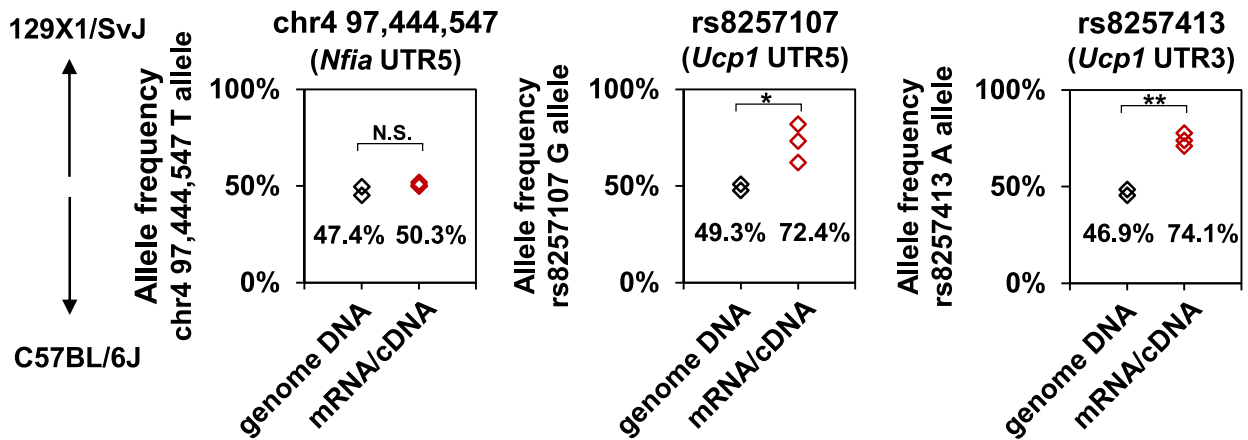 129X1/SvJ
C57BL/6J
chr4 97,444,547
(Nfia UTR5)
Allele frequency
chr4 97,444,547 T allele
100%
50%
0%
N.S.
47.4% 50.3%
genome DNA
mRNA/cDNA
rs8257107
(Ucp1 UTR5)
Allele frequency
rs8257107 G allele
100%
50%
0%
*
49.3% 72.4%
genome DNA
mRNA/cDNA
rs8257413
(Ucp1 UTR3)
Allele frequency
rs8257413 A allele
100%
50%
0%
**
46.9% 74.1%
genome DNA
mRNA/cDNA